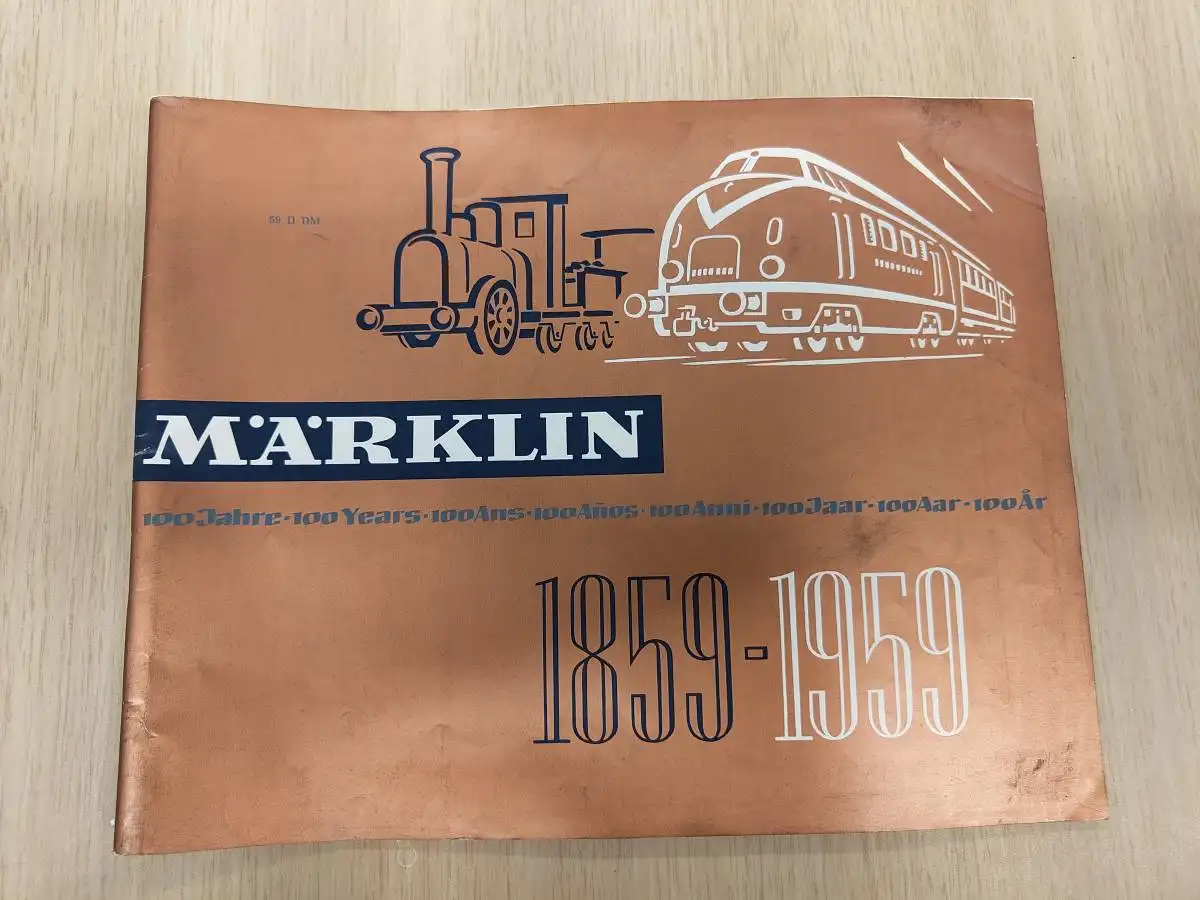 59 D DM
MÄRKLIN
100 Jahre · 100 Years · 100 Ans · 100 Años · 100 Anni · 100 Jaar · 100 Aar · 100 År
1859-1959